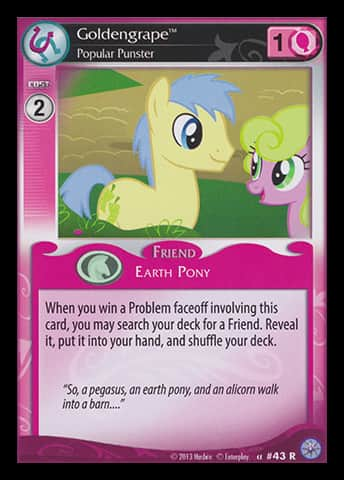 Goldengrape™
Popular Punster
1
COST
2
FRIEND
EARTH PONY
When you win a Problem faceoff involving this
card, you may search your deck for a Friend. Reveal
it, put it into your hand, and shuffle your deck.
"So, a pegasus, an earth pony, and an alicorn walk
into a barn...."
© 2013 Hasbro © Enterplay α #43 R